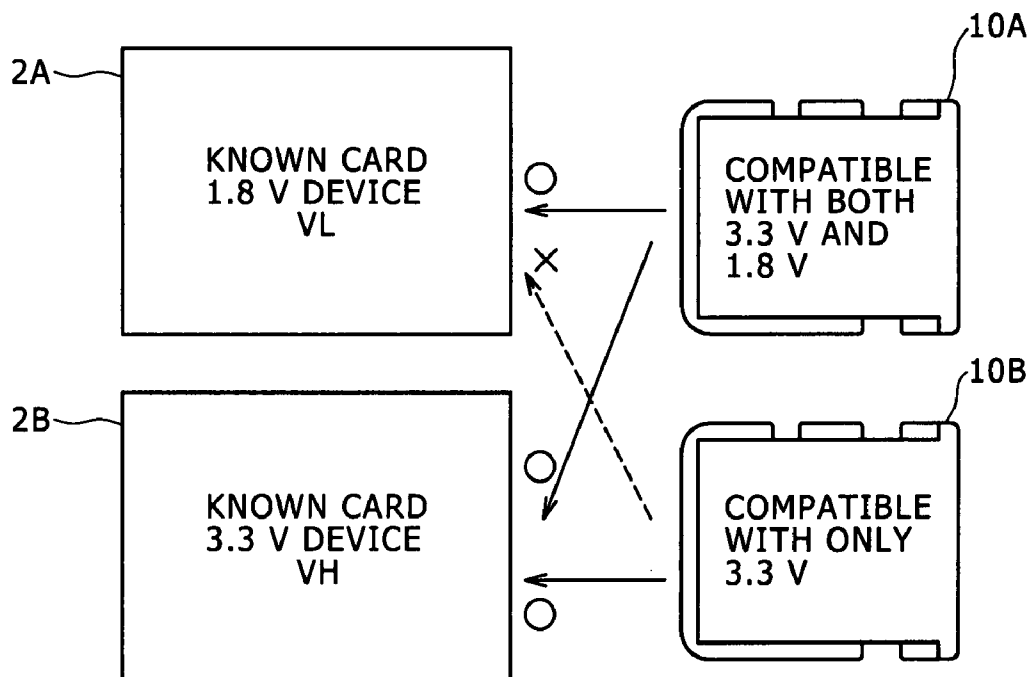 10A
2A
KNOWN CARD
1.8 V DEVICE
VL
COMPATIBLE
WITH BOTH
3.3 V AND
1.8 V
10B
2B
KNOWN CARD
3.3 V DEVICE
VH
COMPATIBLE
WITH ONLY
3.3 V